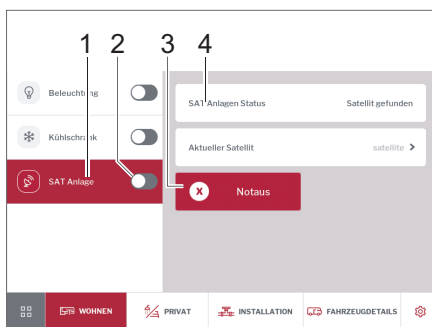 1 2 3 4
Beleuchtung
SAT Anlagen Status Satellit gefunden
Kühlschrank
Aktueller Satellit satellite
SAT Anlage
X Notaus
WOHNEN PRIVAT INSTALLATION FAHRZEUGDETAILS